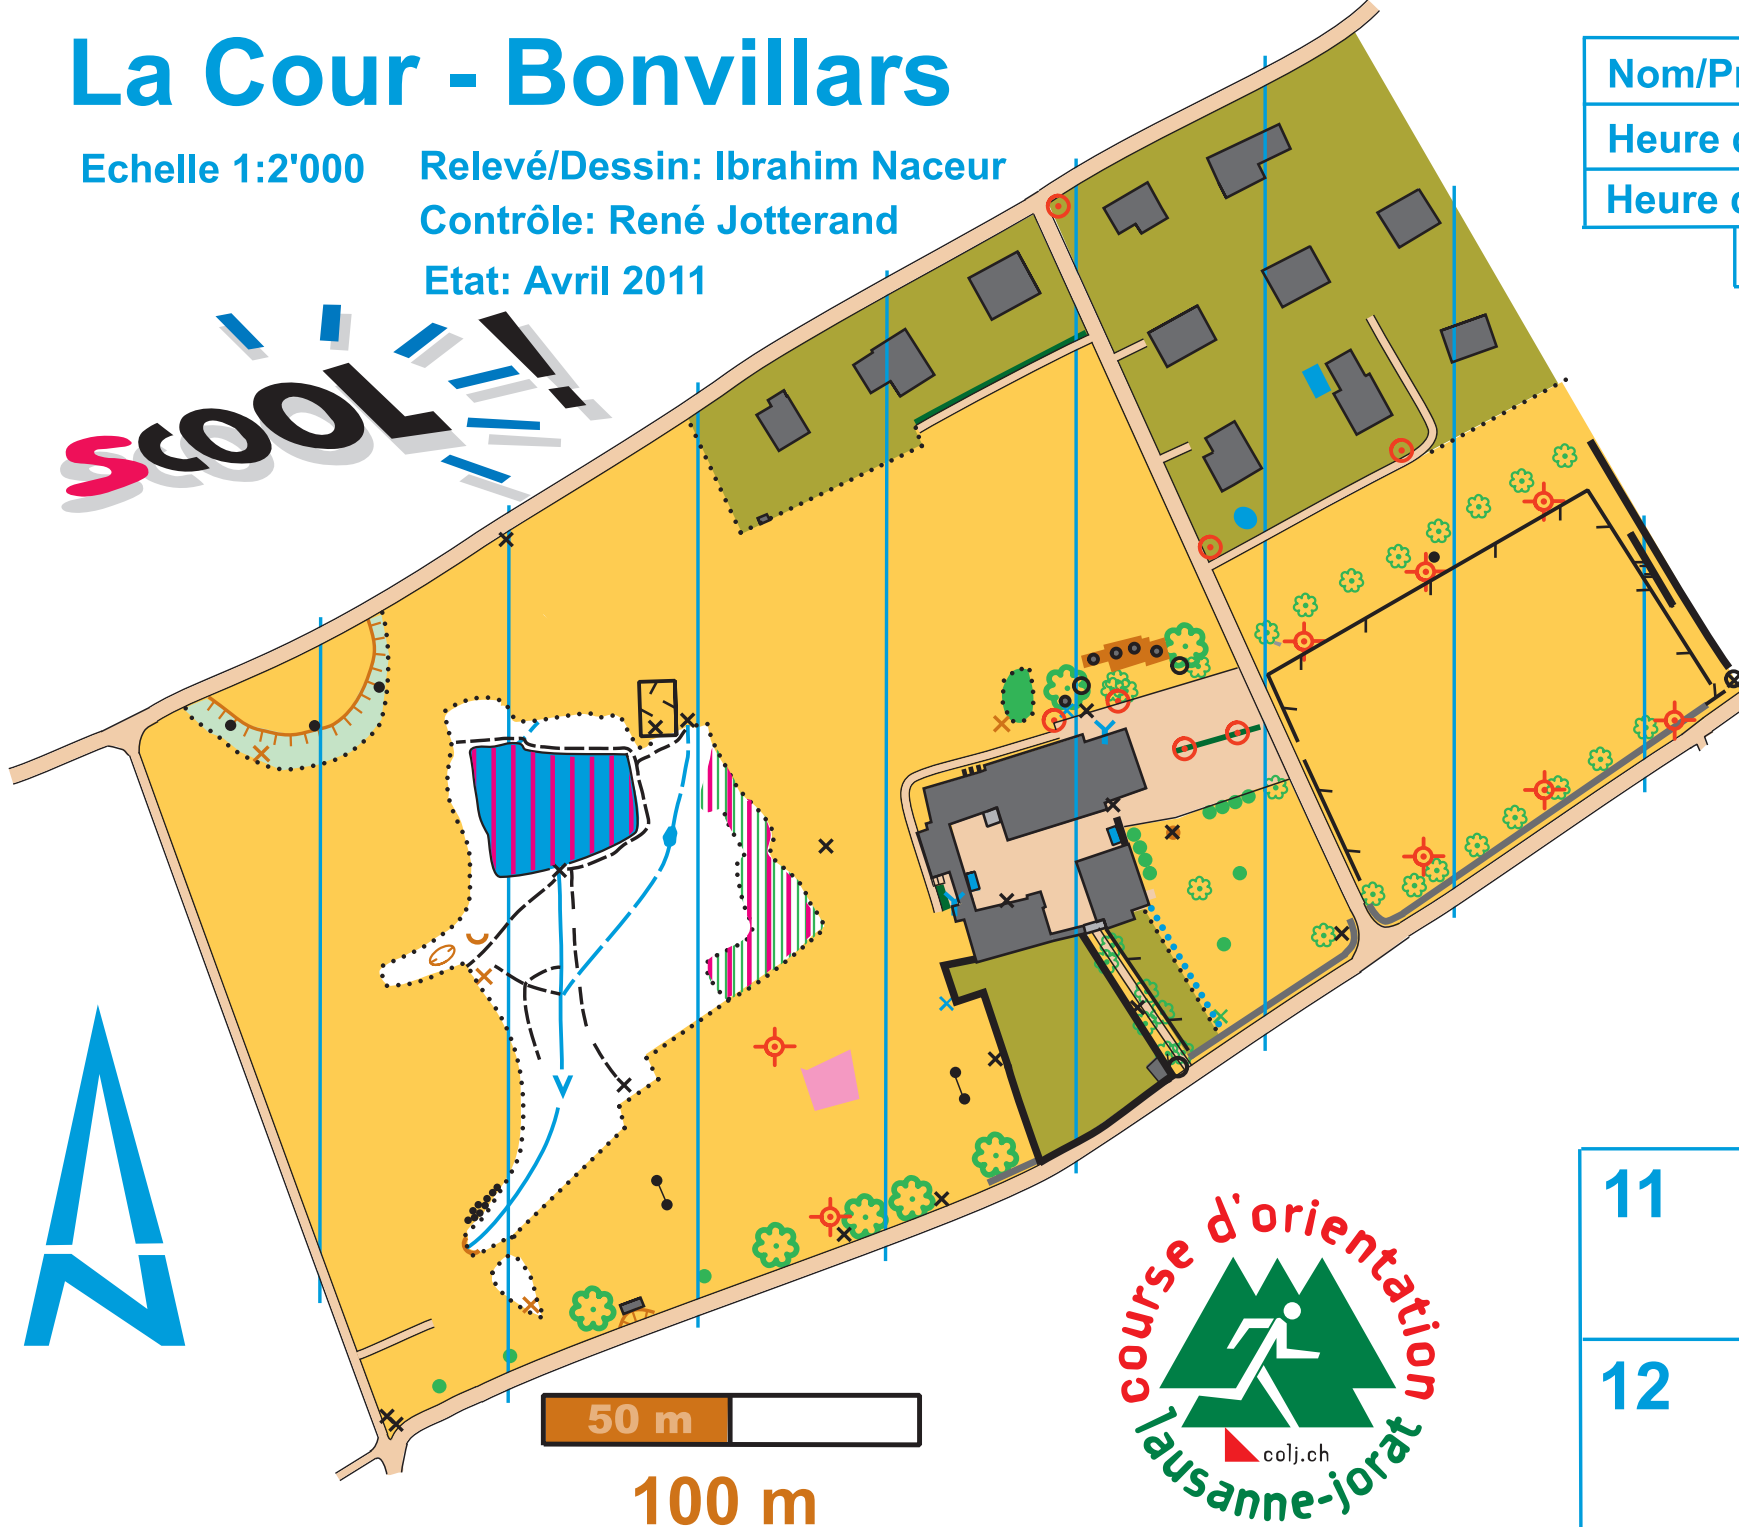 La Cour - Bonvillars
Echelle 1:2'000
Relevé/Dessin: Ibrahim Naceur
Contrôle: René Jotterand
Etat: Avril 2011
sCOOL!
Nom/Pr
Heure
Heure
50 m
100 m
course d'orientation
colj.ch
lausanne-jorat
11
12